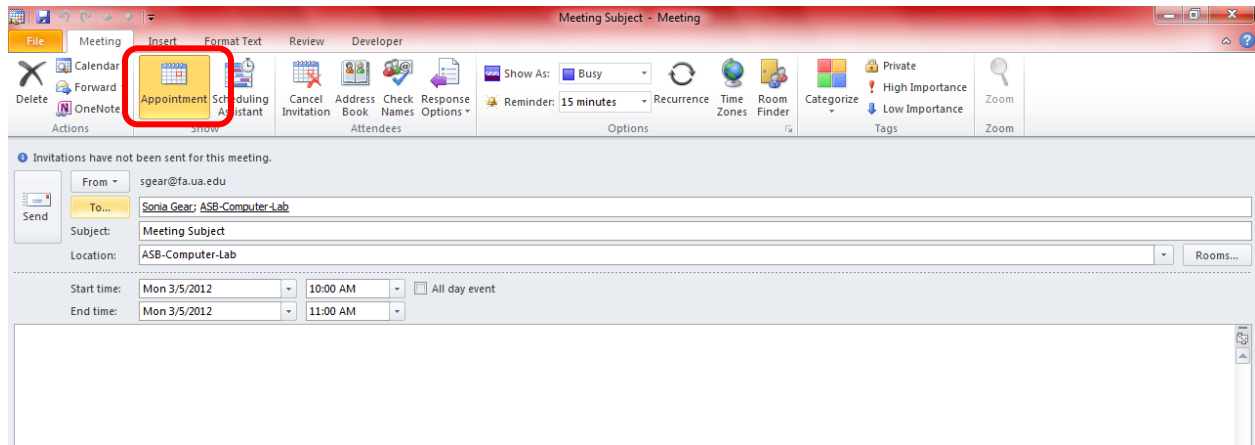 Meeting Subject - Meeting
File Meeting Insert Format Text Review Developer
Delete
Calendar
Forward
OneNote
Actions
Appointment
Scheduling
Assistant
Show
Cancel
Invitation
Address
Book
Check
Names
Response
Options
Attendees
Show As: Busy
Reminder: 15 minutes
Recurrence
Time
Zones
Room
Finder
Options
Categorize
Private
High Importance
Low Importance
Tags
Zoom
Zoom
Invitations have not been sent for this meeting.
Send
From sgear@fa.ua.edu
To... Sonia Gear; ASB-Computer-Lab
Subject: Meeting Subject
Location: ASB-Computer-Lab Rooms...
Start time: Mon 3/5/2012 10:00 AM All day event
End time: Mon 3/5/2012 11:00 AM